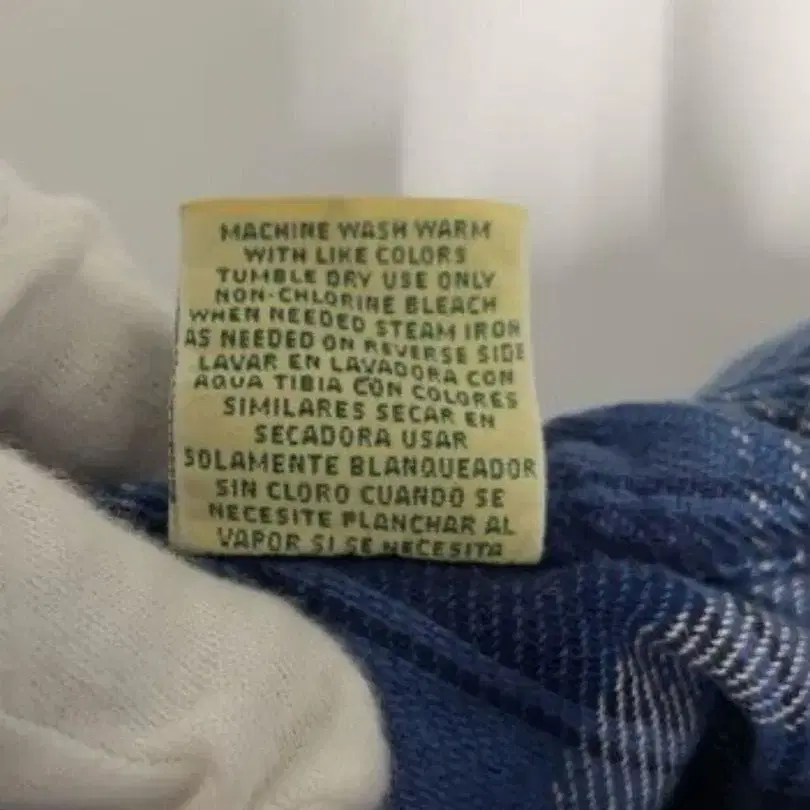 MACHINE WASH WARM
WITH LIKE COLORS
TUMBLE DRY USE ONLY
NON-CHLORINE BLEACH
WHEN NEEDED STEAM IRON
AS NEEDED ON REVERSE SIDE
LAVAR EN LAVADORA CON
AQUA TIBIA CON COLORES
SIMILARES SECAR EN
SECADORA USAR
SOLAMENTE BLANQUEADOR
SIN CLORO CUANDO SE
NECESITE PLANCHAR AL
VAPOR SI SE NECESITA